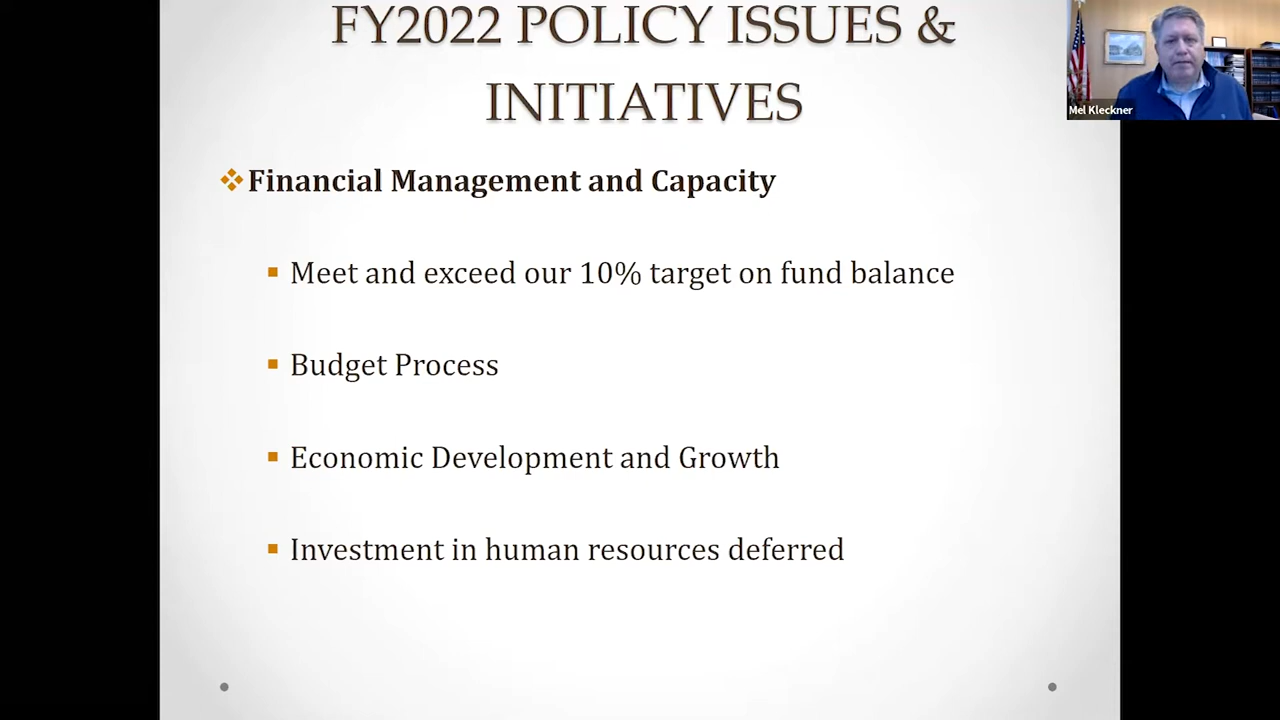 FY2022 POLICY ISSUES &
INITIATIVES
Mel Kleckner
Financial Management and Capacity
Meet and exceed our 10% target on fund balance
Budget Process
Economic Development and Growth
Investment in human resources deferred